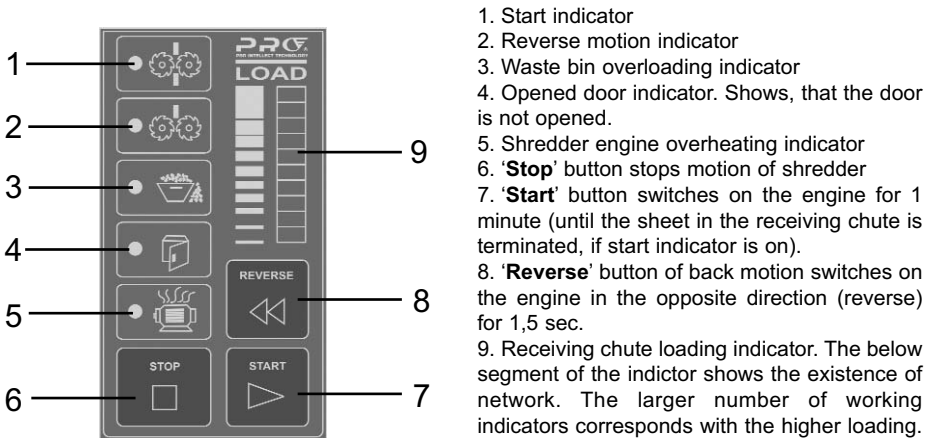 1
2
3
4
5
6
PRO
PRO INTELLECT TECHNOLOGY
LOAD
9
REVERSE
8
STOP
START
7
1. Start indicator
2. Reverse motion indicator
3. Waste bin overloading indicator
4. Opened door indicator. Shows, that the door
is not opened.
5. Shredder engine overheating indicator
6. ‘Stop’ button stops motion of shredder
7. ‘Start’ button switches on the engine for 1
minute (until the sheet in the receiving chute is
terminated, if start indicator is on).
8. ‘Reverse’ button of back motion switches on
the engine in the opposite direction (reverse)
for 1,5 sec.
9. Receiving chute loading indicator. The below
segment of the indictor shows the existence of
network. The larger number of working
indicators corresponds with the higher loading.